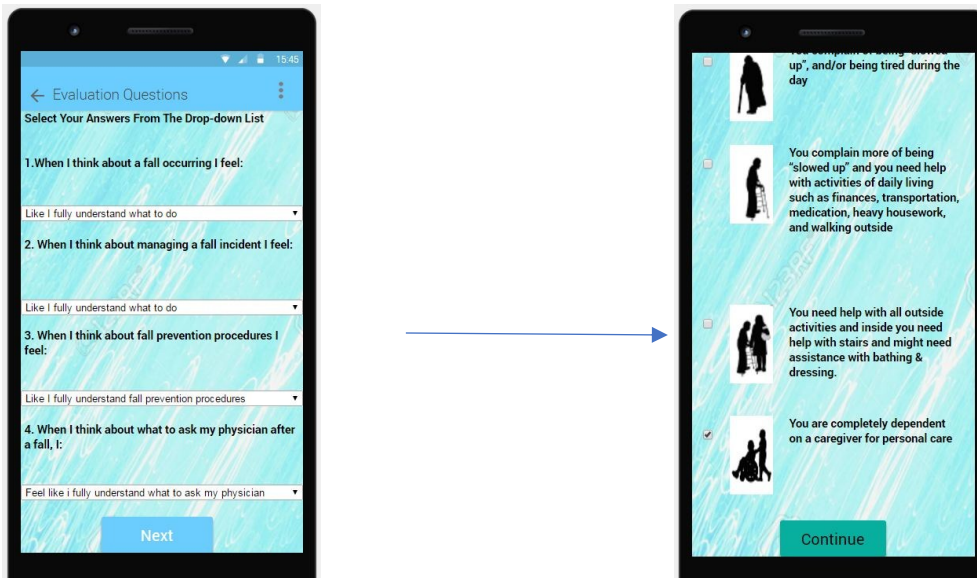 15:45
Evaluation Questions
Select Your Answers From The Drop-down List
1.When I think about a fall occurring I feel:
Like I fully understand what to do
2. When I think about managing a fall incident I feel:
Like I fully understand what to do
3. When I think about fall prevention procedures I
feel:
Like I fully understand fall prevention procedures
4. When I think about what to ask my physician after
a fall, I:
Feel like i fully understand what to ask my physician
Next
You complain of being "slowed
up", and/or being tired during the
day
You complain more of being
"slowed up" and you need help
with activities of daily living
such as finances, transportation,
medication, heavy housework,
and walking outside
123RF
You need help with all outside
activities and inside you need
help with stairs and might need
assistance with bathing &
dressing.
You are completely dependent
on a caregiver for personal care
Continue